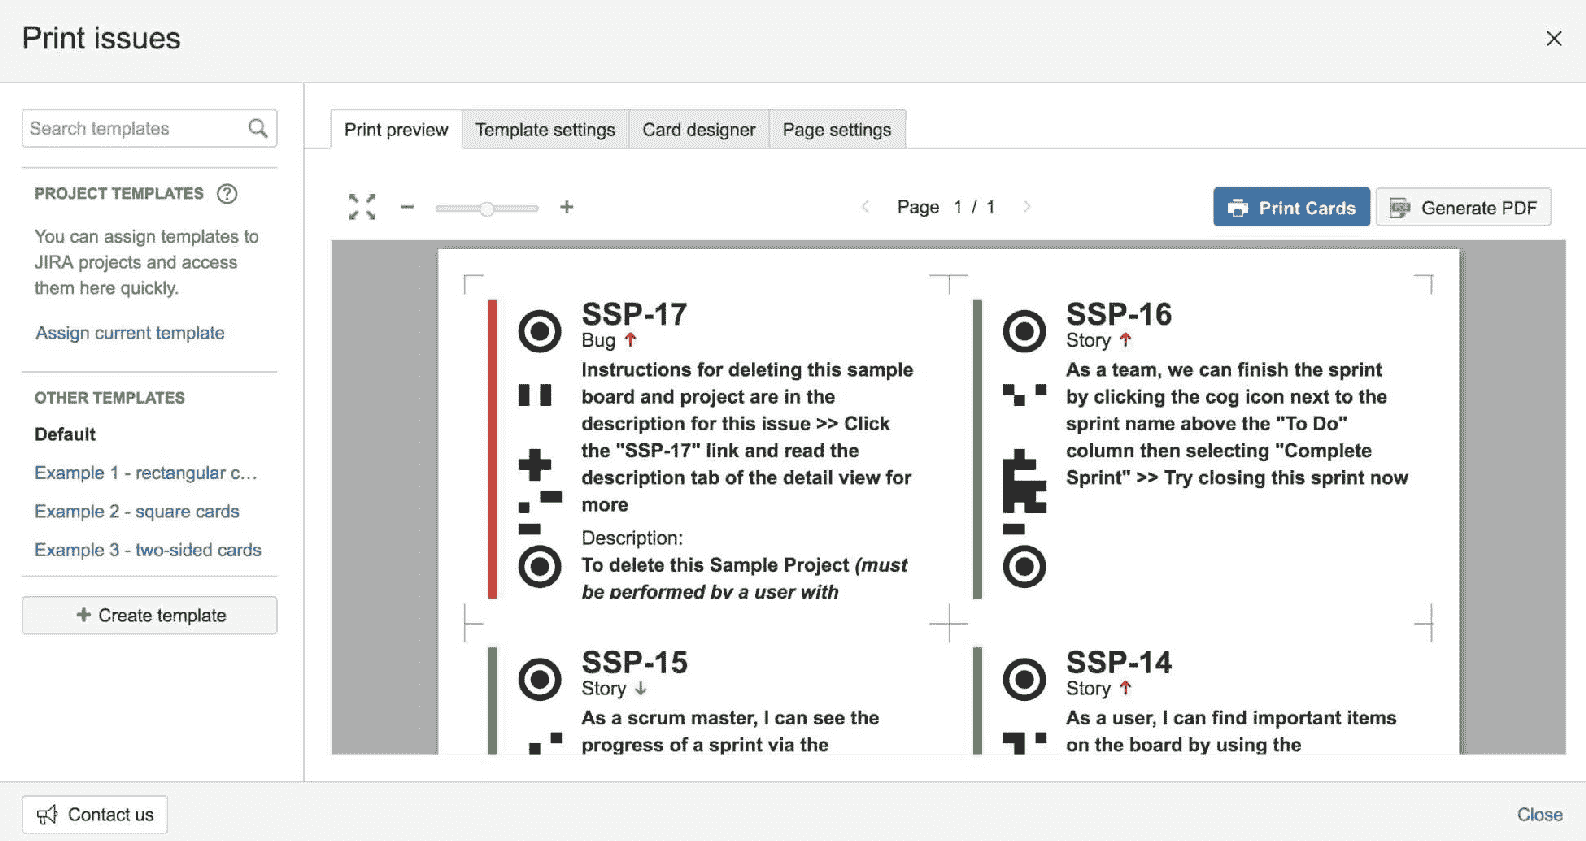 Print issues
Search templates
PROJECT TEMPLATES ?
You can assign templates to
JIRA projects and access
them here quickly.
Assign current template
OTHER TEMPLATES
Default
Example 1 - rectangular c...
Example 2 - square cards
Example 3 - two-sided cards
+ Create template
Print preview
Template settings
Card designer
Page settings
Page 1 / 1
Print Cards
Generate PDF
SSP-17
Bug ↑
Instructions for deleting this sample
board and project are in the
description for this issue >> Click
the "SSP-17" link and read the
description tab of the detail view for
more
Description:
To delete this Sample Project (must
be performed by a user with
SSP-16
Story ↑
As a team, we can finish the sprint
by clicking the cog icon next to the
sprint name above the "To Do"
column then selecting "Complete
Sprint" >> Try closing this sprint now
SSP-15
Story ↓
As a scrum master, I can see the
progress of a sprint via the
SSP-14
Story ↑
As a user, I can find important items
on the board by using the
Contact us
Close